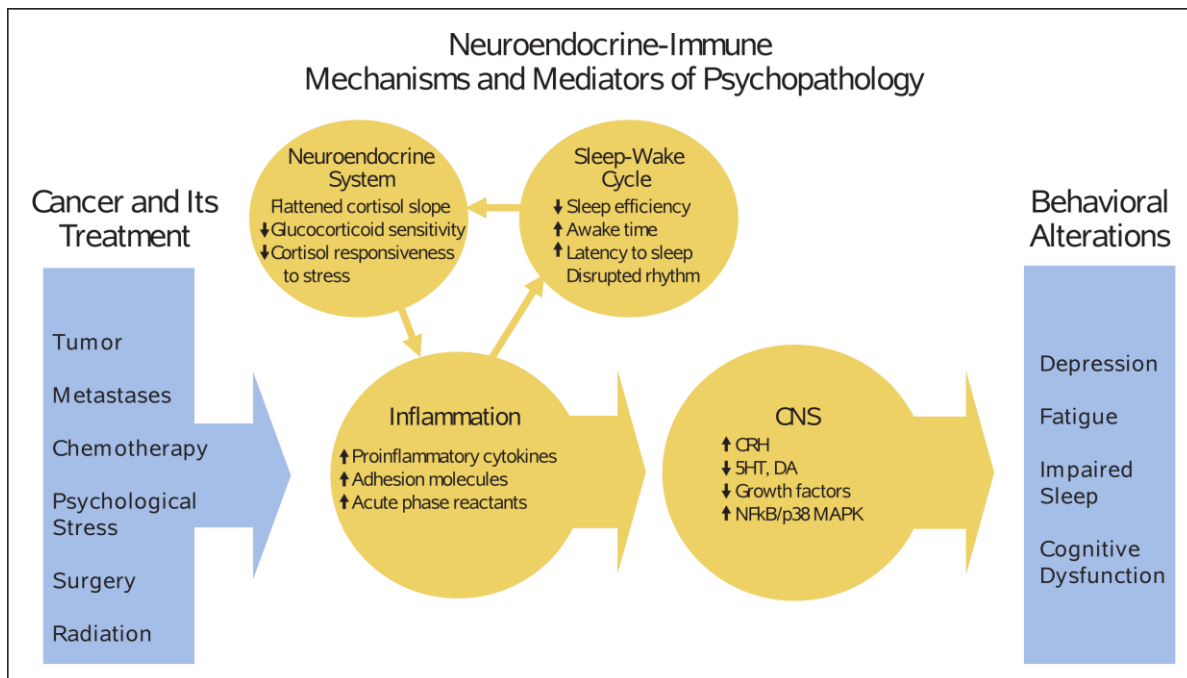 Neuroendocrine-Immune
Mechanisms and Mediators of Psychopathology
Cancer and Its
Treatment
Tumor
Metastases
Chemotherapy
Psychological
Stress
Surgery
Radiation
Neuroendocrine
System
Flattened cortisol slope
↓Glucocorticoid sensitivity
↓Cortisol responsiveness
to stress
Sleep-Wake
Cycle
↓Sleep efficiency
↑Awake time
↑Latency to sleep
Disrupted rhythm
Inflammation
↑Proinflammatory cytokines
↑Adhesion molecules
↑Acute phase reactants
CNS
↑CRH
↓5HT, DA
↓Growth factors
↑NFkB/p38 MAPK
Behavioral
Alterations
Depression
Fatigue
Impaired
Sleep
Cognitive
Dysfunction